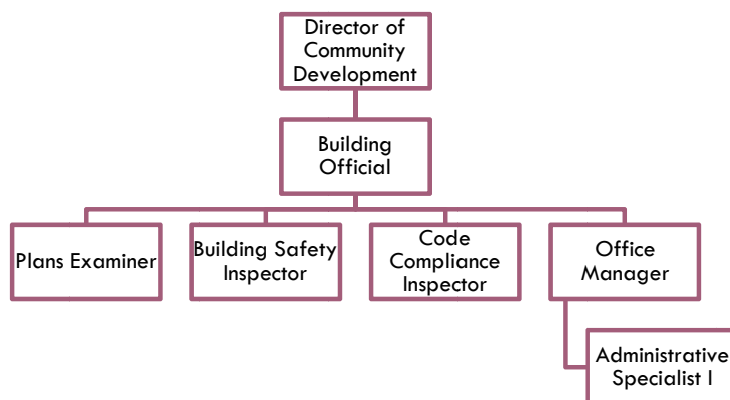 Director of
Community
Development
Building
Official
Plans Examiner
Building Safety
Inspector
Code
Compliance
Inspector
Office
Manager
Administrative
Specialist I